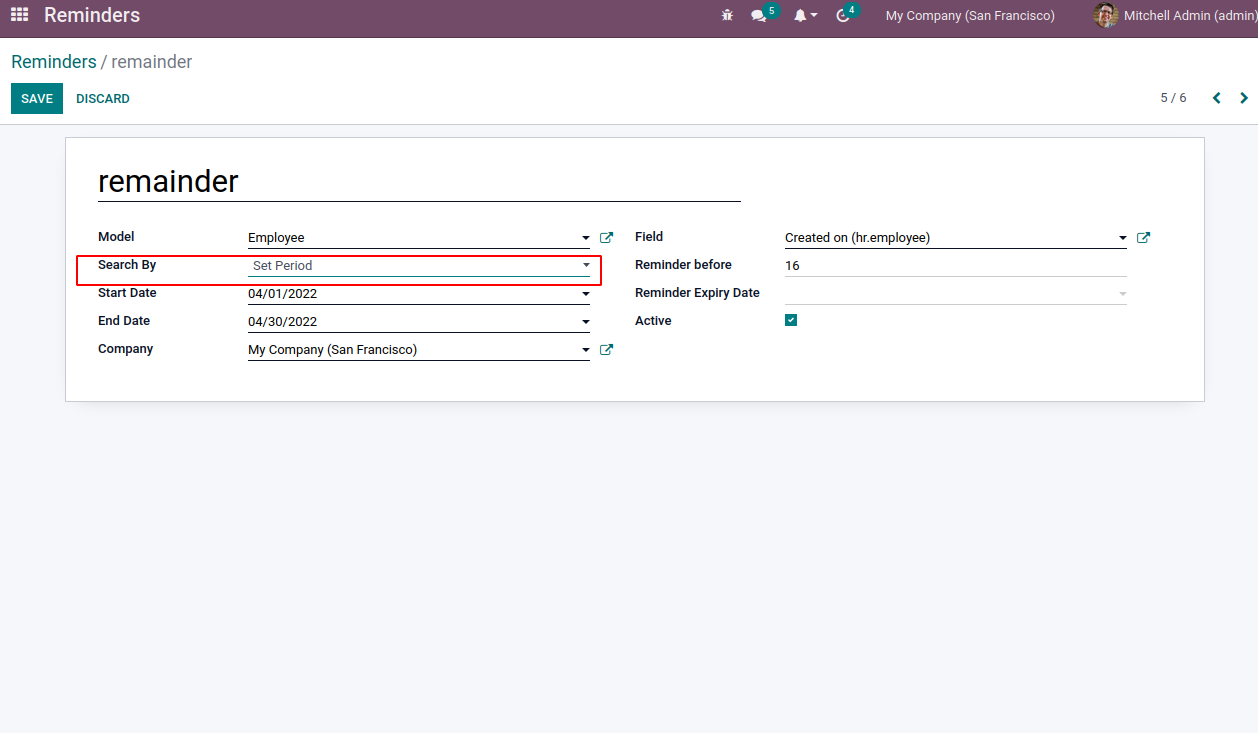 Reminders 5 4 My Company (San Francisco) Mitchell Admin (admin)
Reminders / remainder
SAVE DISCARD 5 / 6
remainder
Model Employee Field Created on (hr.employee)
Search By Set Period Reminder before 16
Start Date 04/01/2022 Reminder Expiry Date
End Date 04/30/2022 Active
Company My Company (San Francisco)